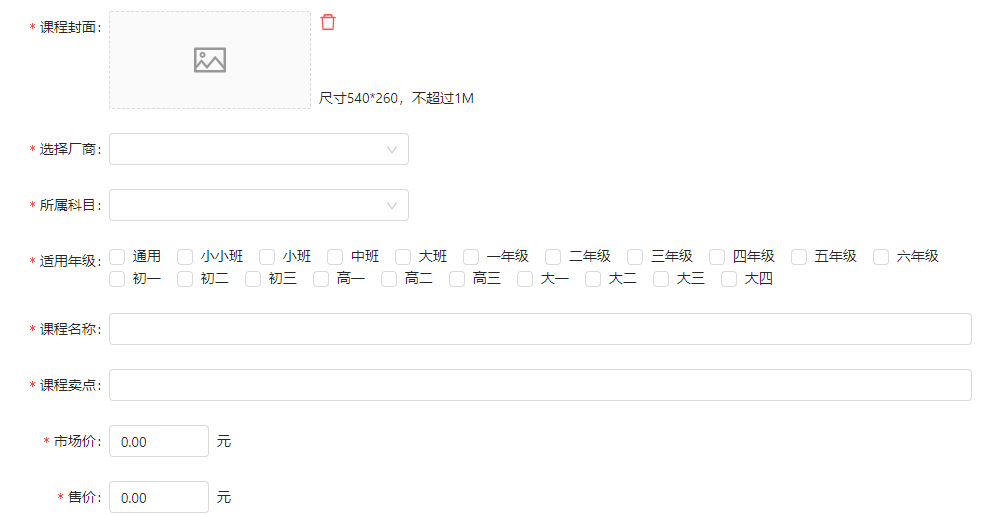 * 课程封面:
尺寸540*260，不超过1M
* 选择厂商:
* 所属科目:
* 适用年级: 通用 小小班 小班 中班 大班 一年级 二年级 三年级 四年级 五年级 六年级
初一 初二 初三 高一 高二 高三 大一 大二 大三 大四
* 课程名称:
* 课程卖点:
* 市场价: 0.00 元
* 售价: 0.00 元